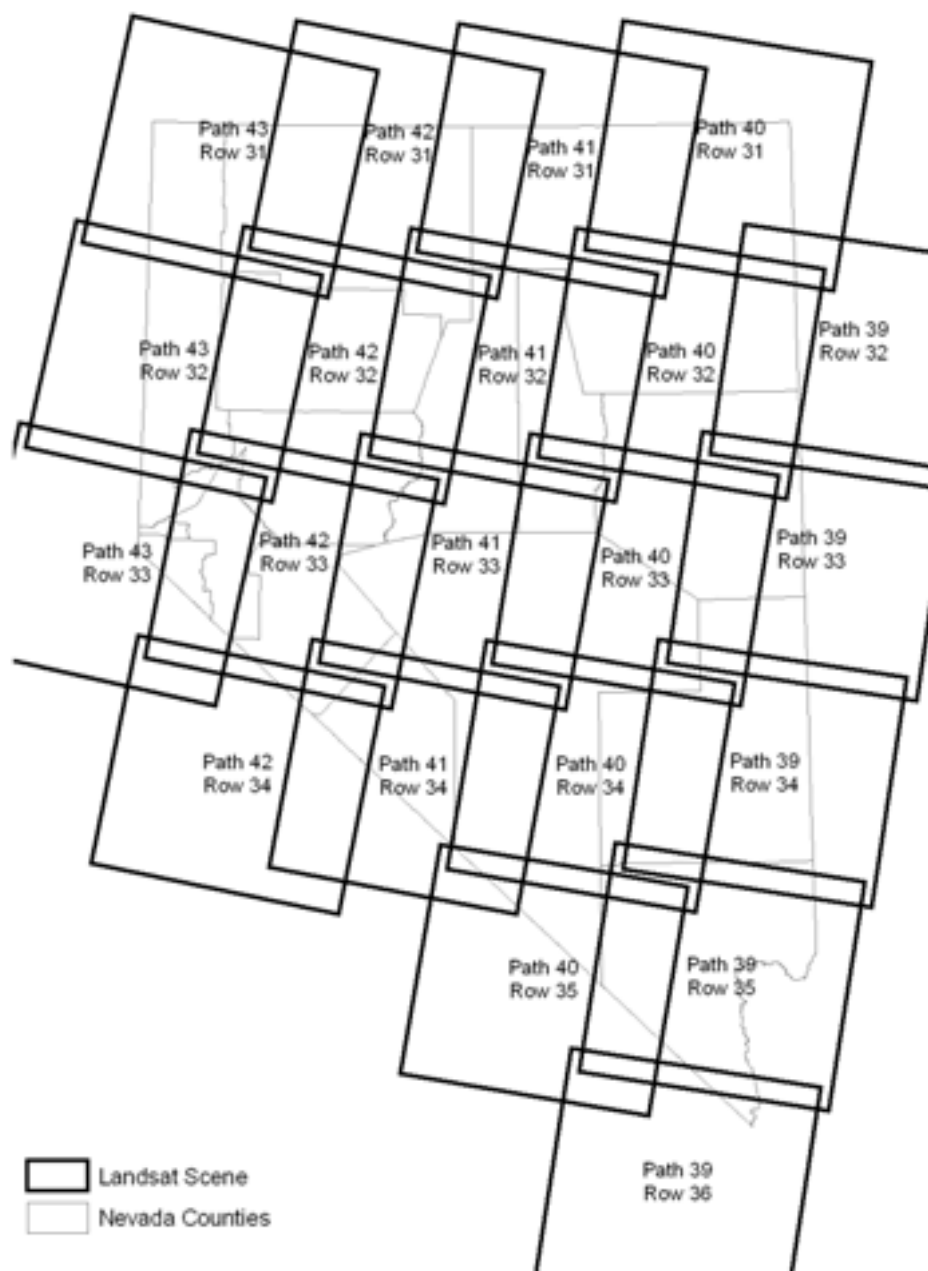 Path 43
Row 31
Path 42
Row 31
Path 41
Row 31
Path 40
Row 31
Path 43
Row 32
Path 42
Row 32
Path 41
Row 32
Path 40
Row 32
Path 39
Row 32
Path 43
Row 33
Path 42
Row 33
Path 41
Row 33
Path 40
Row 33
Path 39
Row 33
Path 42
Row 34
Path 41
Row 34
Path 40
Row 34
Path 39
Row 34
Path 40
Row 35
Path 39
Row 35
Path 39
Row 36
Landsat Scene
Nevada Counties